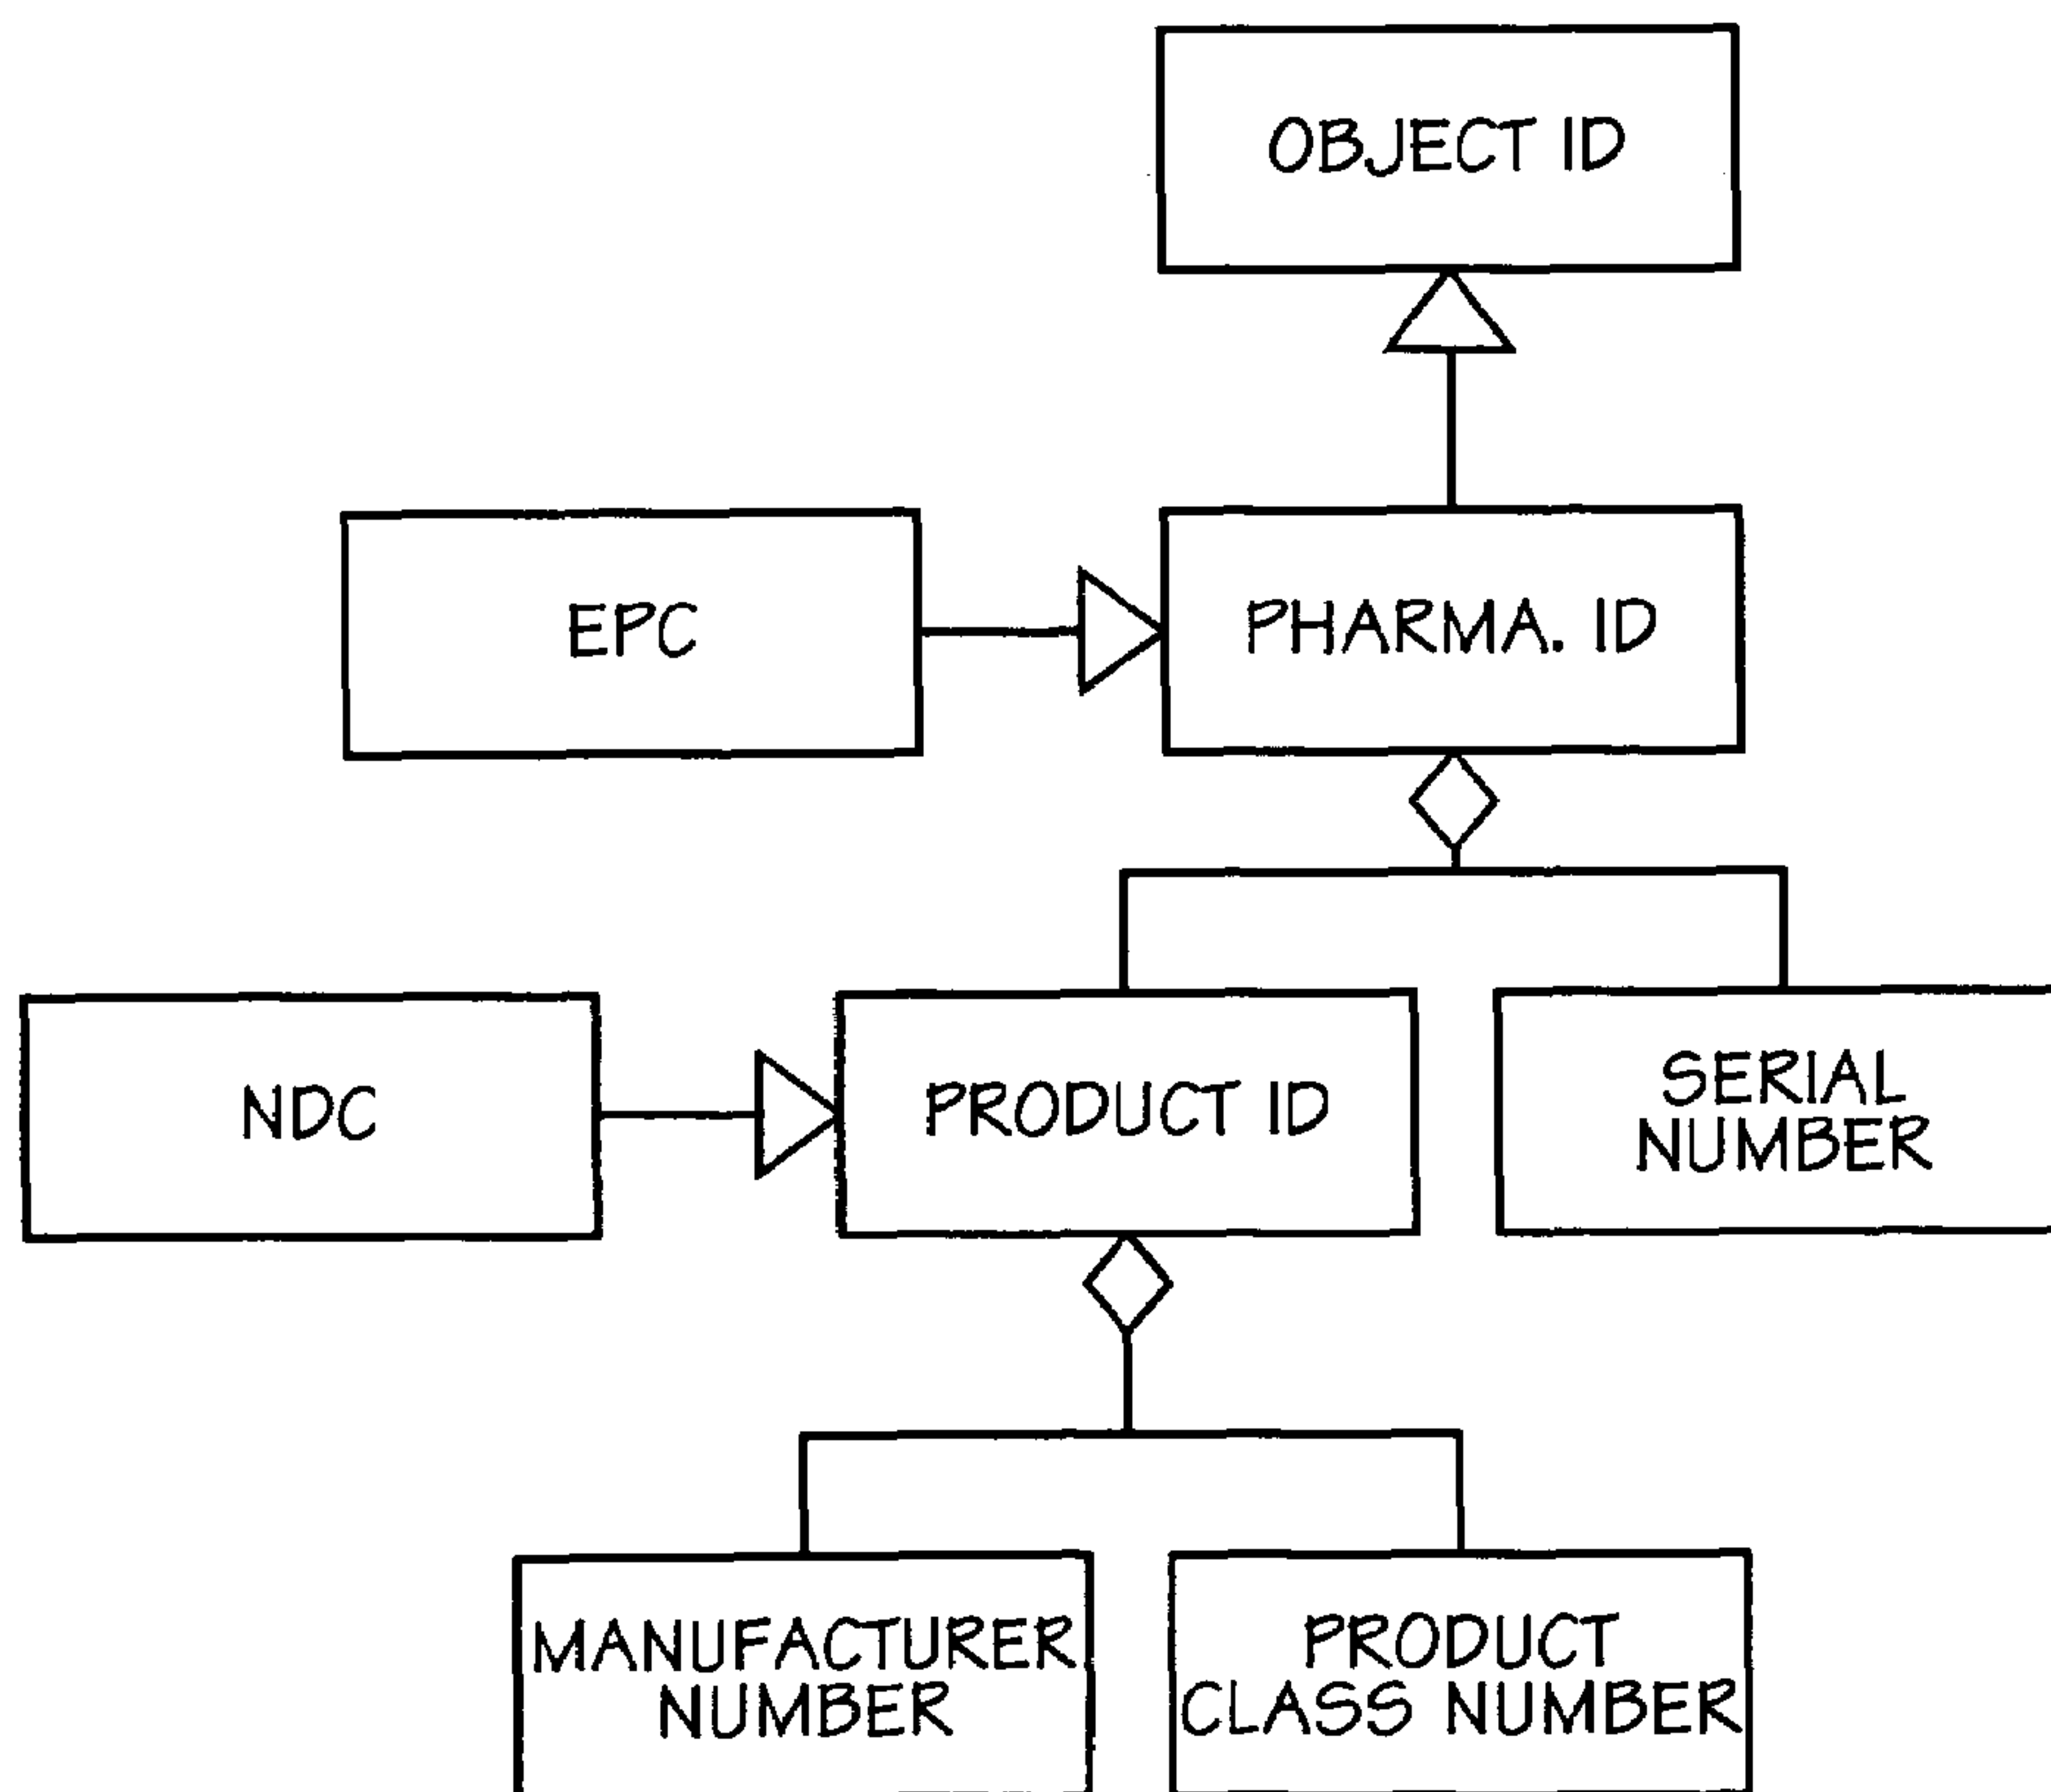 OBJECT ID
EPC
PHARMA. ID
NDC
PRODUCT ID
SERIAL
NUMBER
MANUFACTURER
NUMBER
PRODUCT
CLASS NUMBER